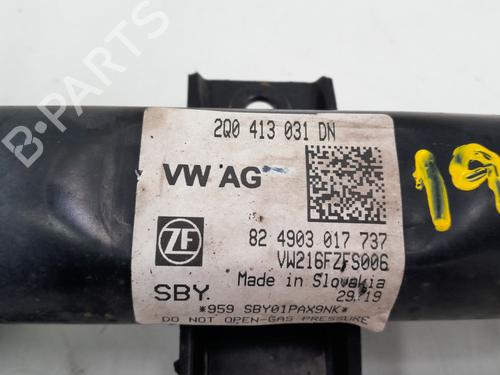 2Q0 413 031 DN
VW AG
ZF
82 4903 017 737
VW216FZFS006
Made in Slovakia
SBY
29/19
*959 SBY01PAX9NK*
DO NOT OPEN-GAS PRESSURE
19
B-PARTS